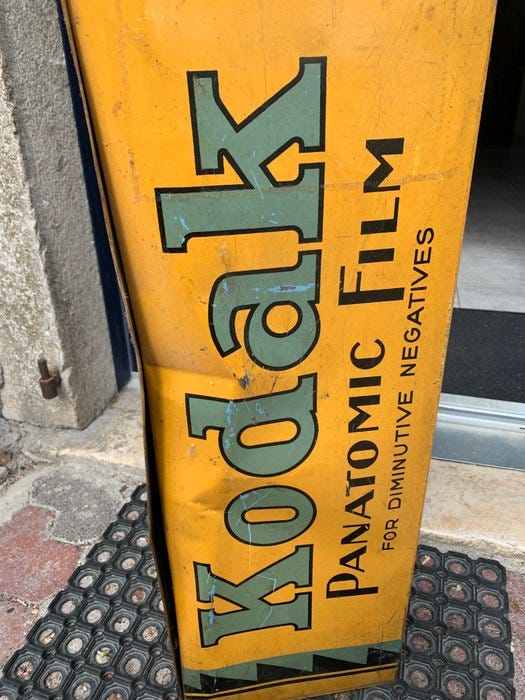 Kodak
PANATOMIC FILM
FOR DIMINUTIVE NEGATIVES